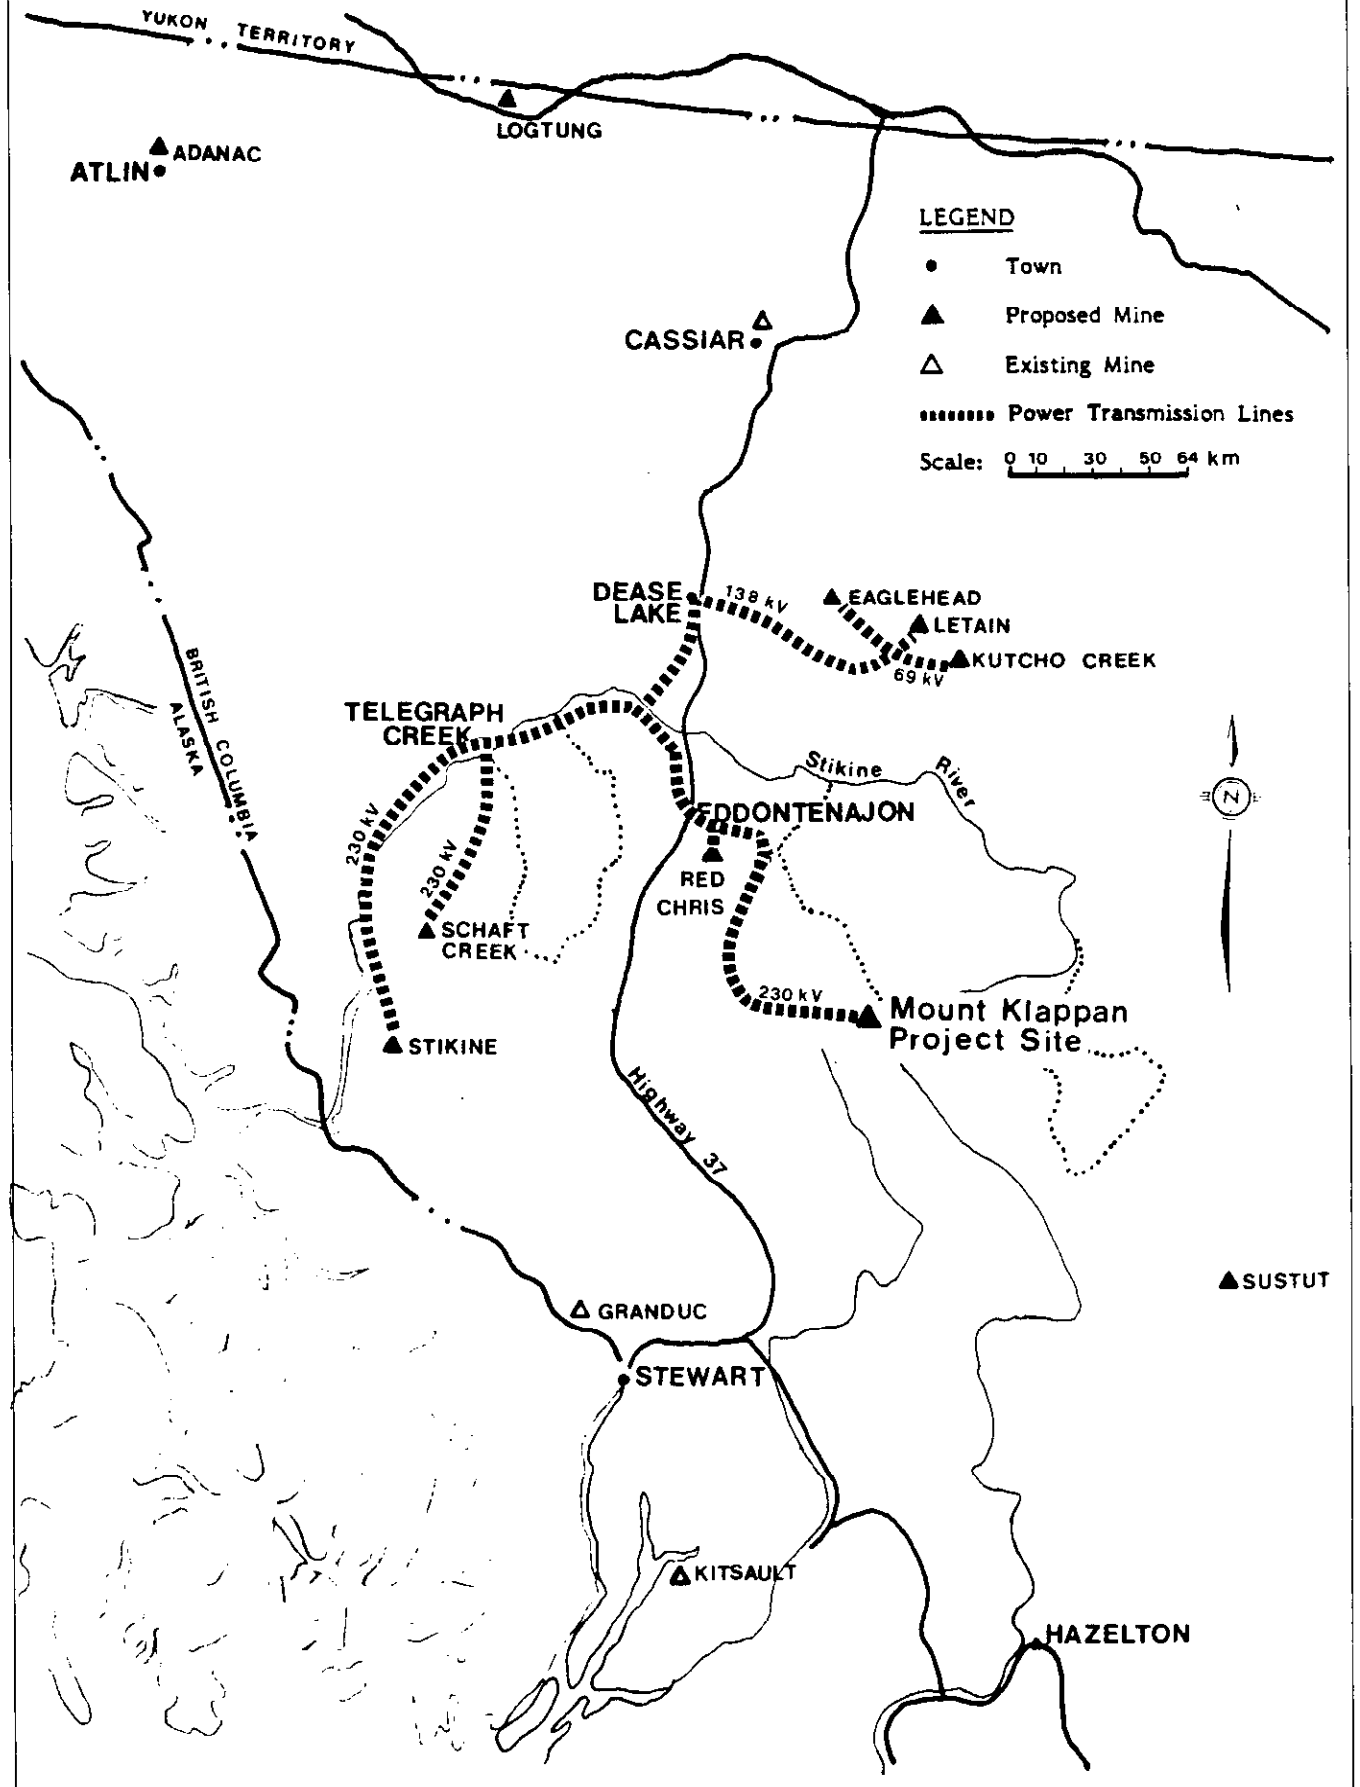 YUKON TERRITORY
LOGTUNG
ADANAC
ATLIN
LEGEND
Town
Proposed Mine
Existing Mine
Power Transmission Lines
Scale: 0 10 30 50 64 km
CASSIAR
DEASE
LAKE
138 kV
EAGLEHEAD
LETAIN
KUTCHO CREEK
69 kV
BRITISH COLUMBIA
ALASKA
TELEGRAPH
CREEK
Stikine River
N
EDDONTENAJON
230 kV
230 kV
RED
CHRIS
SCHAFT
CREEK
230 kV
Mount Klappan
Project Site
STIKINE
Highway 37
SUSTUT
GRANDUC
STEWART
KITSAULT
HAZELTON